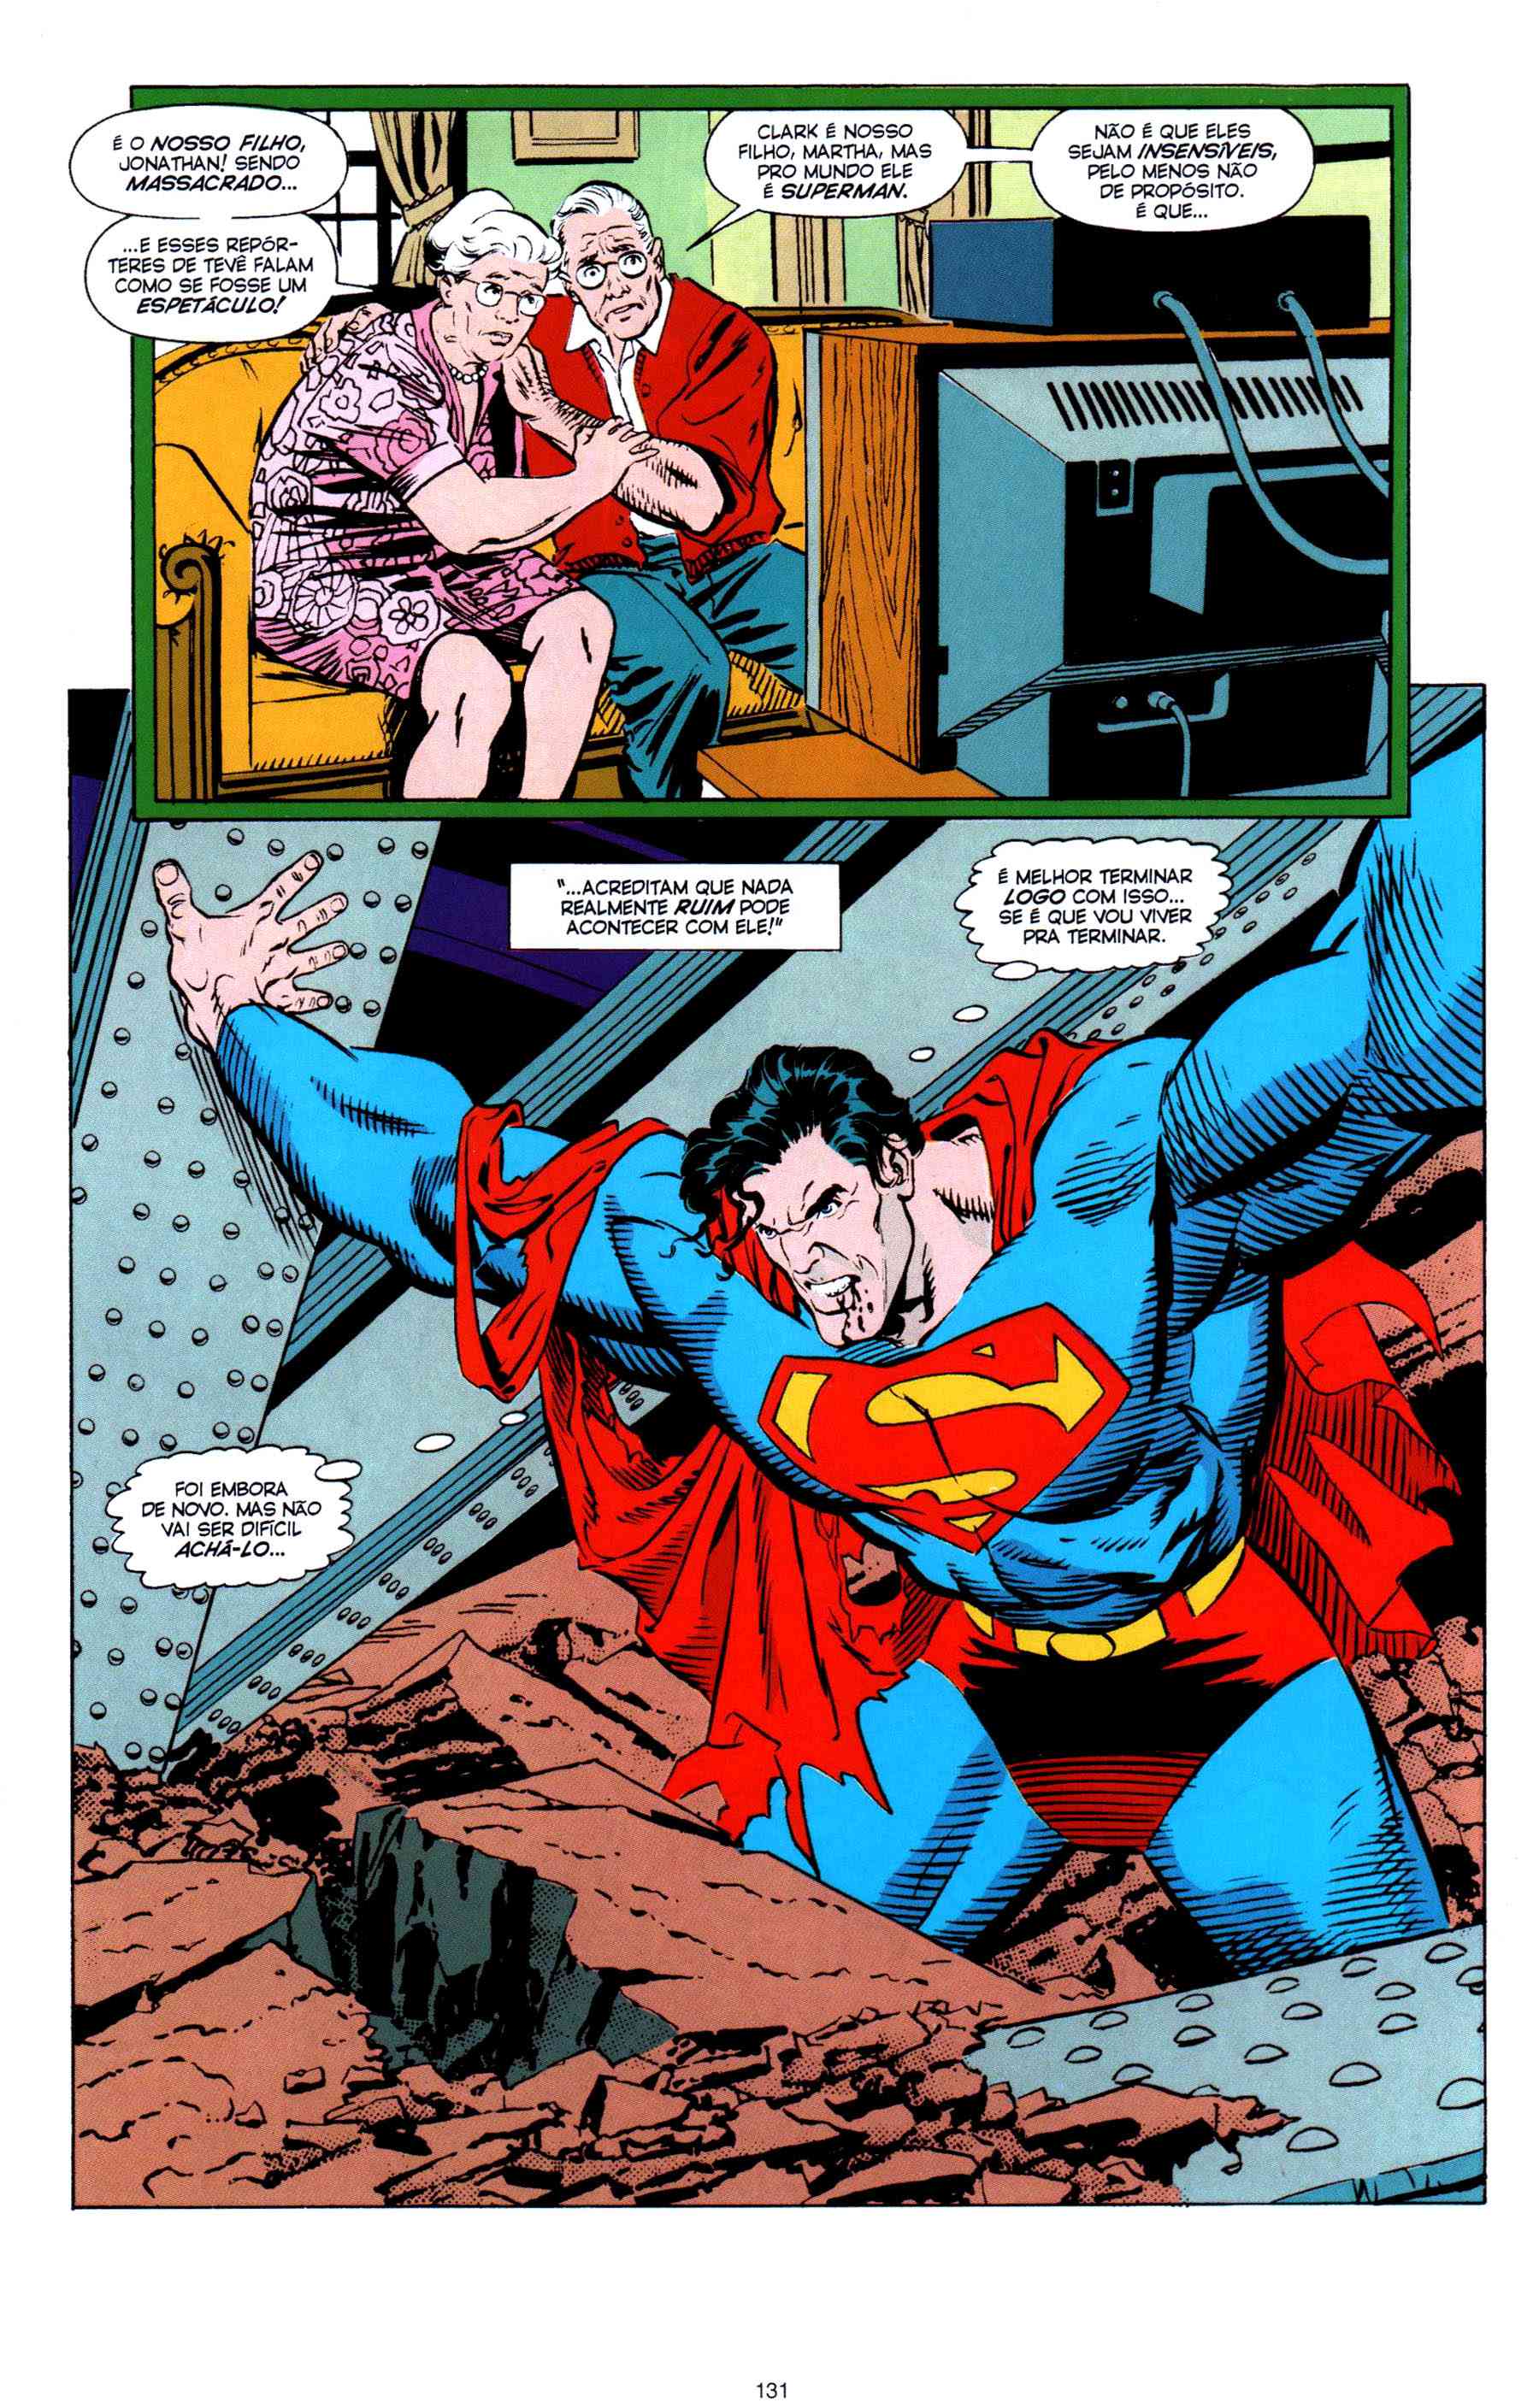 É O NOSSO FILHO,
JONATHAN! SENDO
MASSACRADO...
...E ESSES REPÓR-
TERES DE TEVÊ FALAM
COMO SE FOSSE UM
ESPETÁCULO!
CLARK É NOSSO
FILHO, MARTHA, MAS
PRO MUNDO ELE
É SUPERMAN.
NÃO É QUE ELES
SEJAM INSENSÍVEIS,
PELO MENOS NÃO
DE PROPÓSITO.
É QUE...
"...ACREDITAM QUE NADA
REALMENTE RUIM PODE
ACONTECER COM ELE!"
É MELHOR TERMINAR
LOGO COM ISSO...
SE É QUE VOU VIVER
PRA TERMINAR.
S
FOI EMBORA
DE NOVO. MAS NÃO
VAI SER DIFÍCIL
ACHÁ-LO...
131